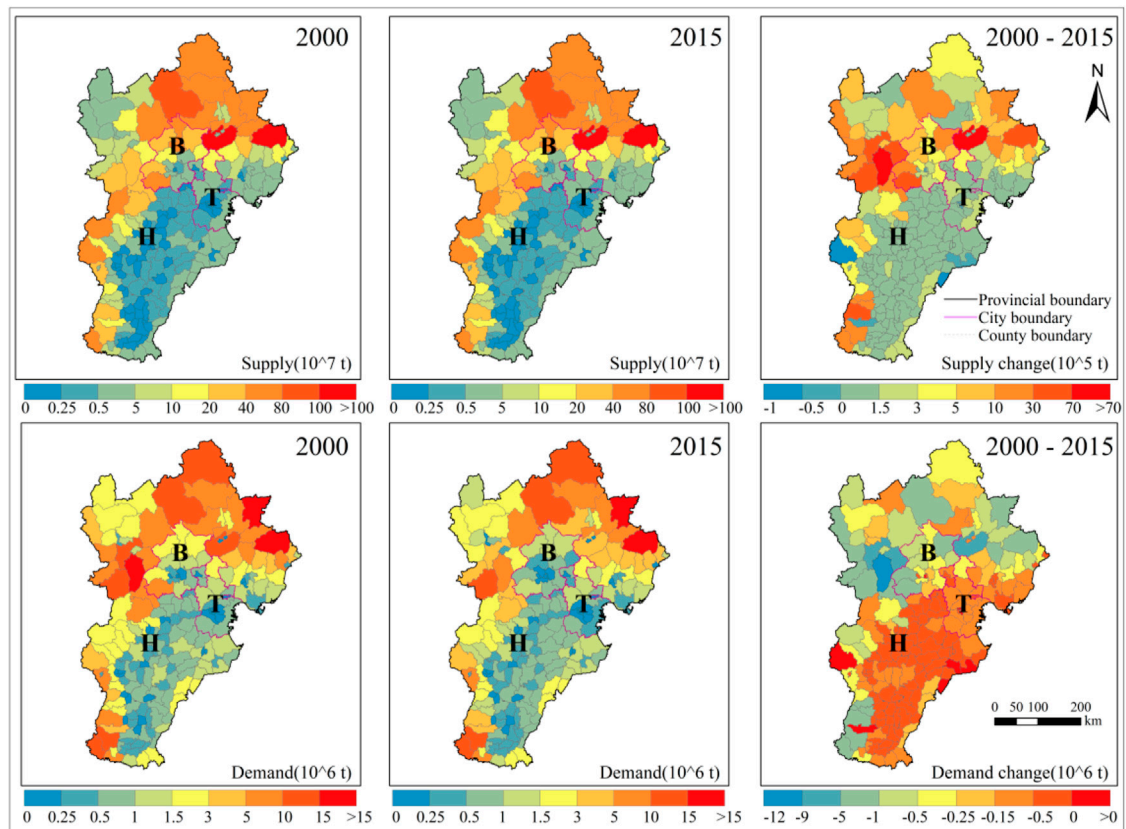 2000
2015
2000 - 2015
N
B
T
H
B
T
H
B
T
H
Provincial boundary
City boundary
County boundary
Supply(10^7 t)
Supply(10^7 t)
Supply change(10^5 t)
0 0.25 0.5 5 10 20 40 80 100 >100
0 0.25 0.5 5 10 20 40 80 100 >100
-1 -0.5 0 1.5 3 5 10 30 70 >70
2000
2015
2000 - 2015
B
T
H
B
T
H
B
T
H
0 50 100 200
km
Demand(10^6 t)
Demand(10^6 t)
Demand change(10^6 t)
0 0.25 0.5 1 1.5 3 5 10 15 >15
0 0.25 0.5 1 1.5 3 5 10 15 >15
-12 -9 -5 -1 -0.5 -0.25 -0.15 -0.5 0 >0